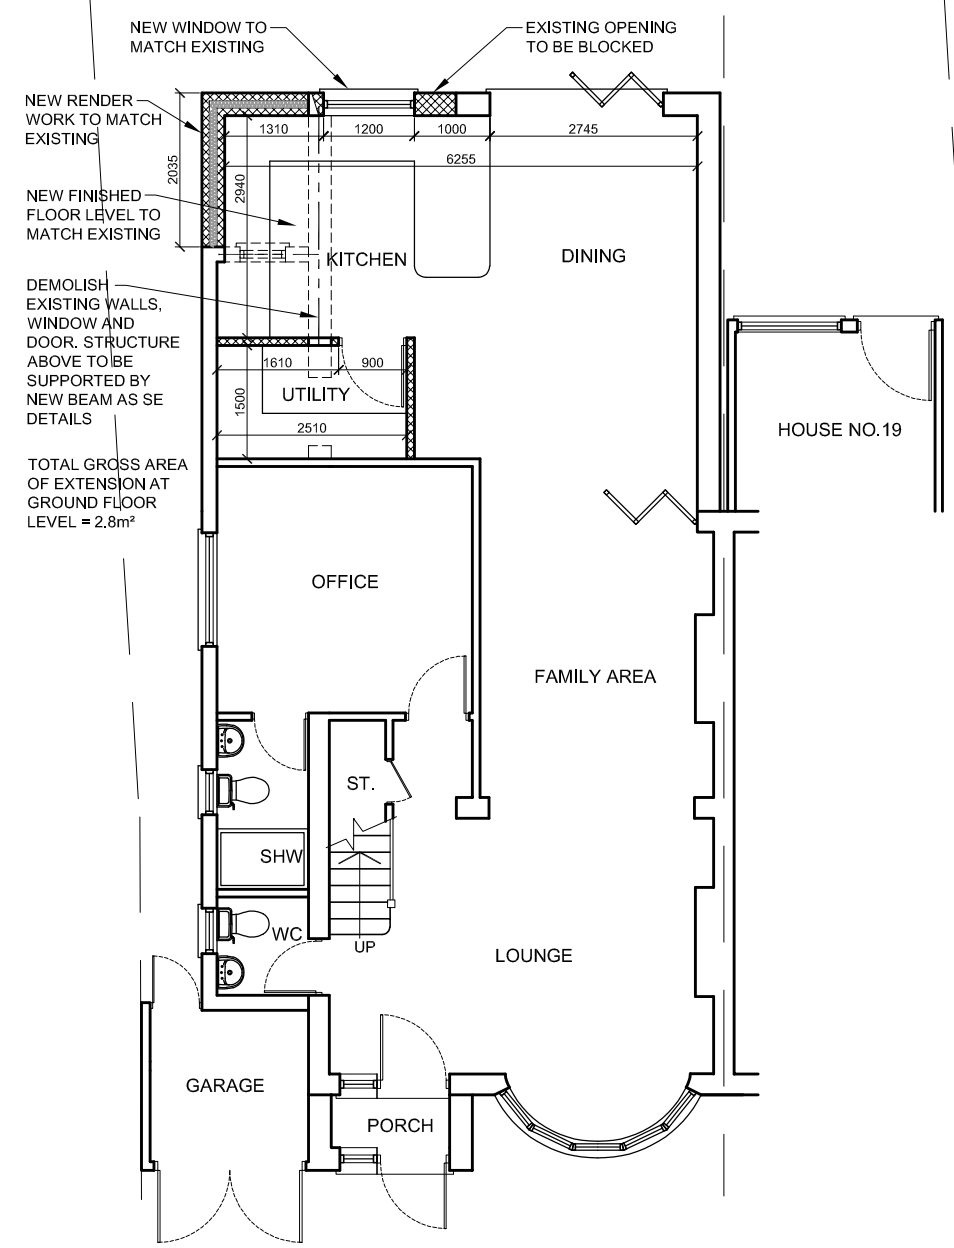 NEW WINDOW TO
MATCH EXISTING
EXISTING OPENING
TO BE BLOCKED
NEW RENDER
WORK TO MATCH
EXISTING
1310
1200
1000
2745
6255
2035
2940
NEW FINISHED
FLOOR LEVEL TO
MATCH EXISTING
KITCHEN
DINING
DEMOLISH
EXISTING WALLS,
WINDOW AND
DOOR. STRUCTURE
ABOVE TO BE
SUPPORTED BY
NEW BEAM AS SE
DETAILS
1610
900
UTILITY
1500
2510
HOUSE NO.19
TOTAL GROSS AREA
OF EXTENSION AT
GROUND FLOOR
LEVEL = 2.8m²
OFFICE
FAMILY AREA
ST.
SHW
WC
UP
LOUNGE
GARAGE
PORCH